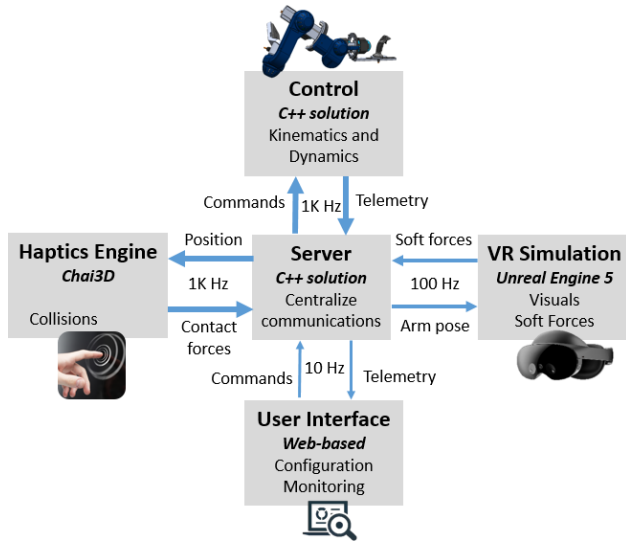 Control
C++ solution
Kinematics and
Dynamics
Commands
1K Hz
Telemetry
Haptics Engine
Chai3D
Collisions
Position
1K Hz
Contact
forces
Server
C++ solution
Centralize
communications
Soft forces
100 Hz
Arm pose
VR Simulation
Unreal Engine 5
Visuals
Soft Forces
Commands
10 Hz
Telemetry
User Interface
Web-based
Configuration
Monitoring